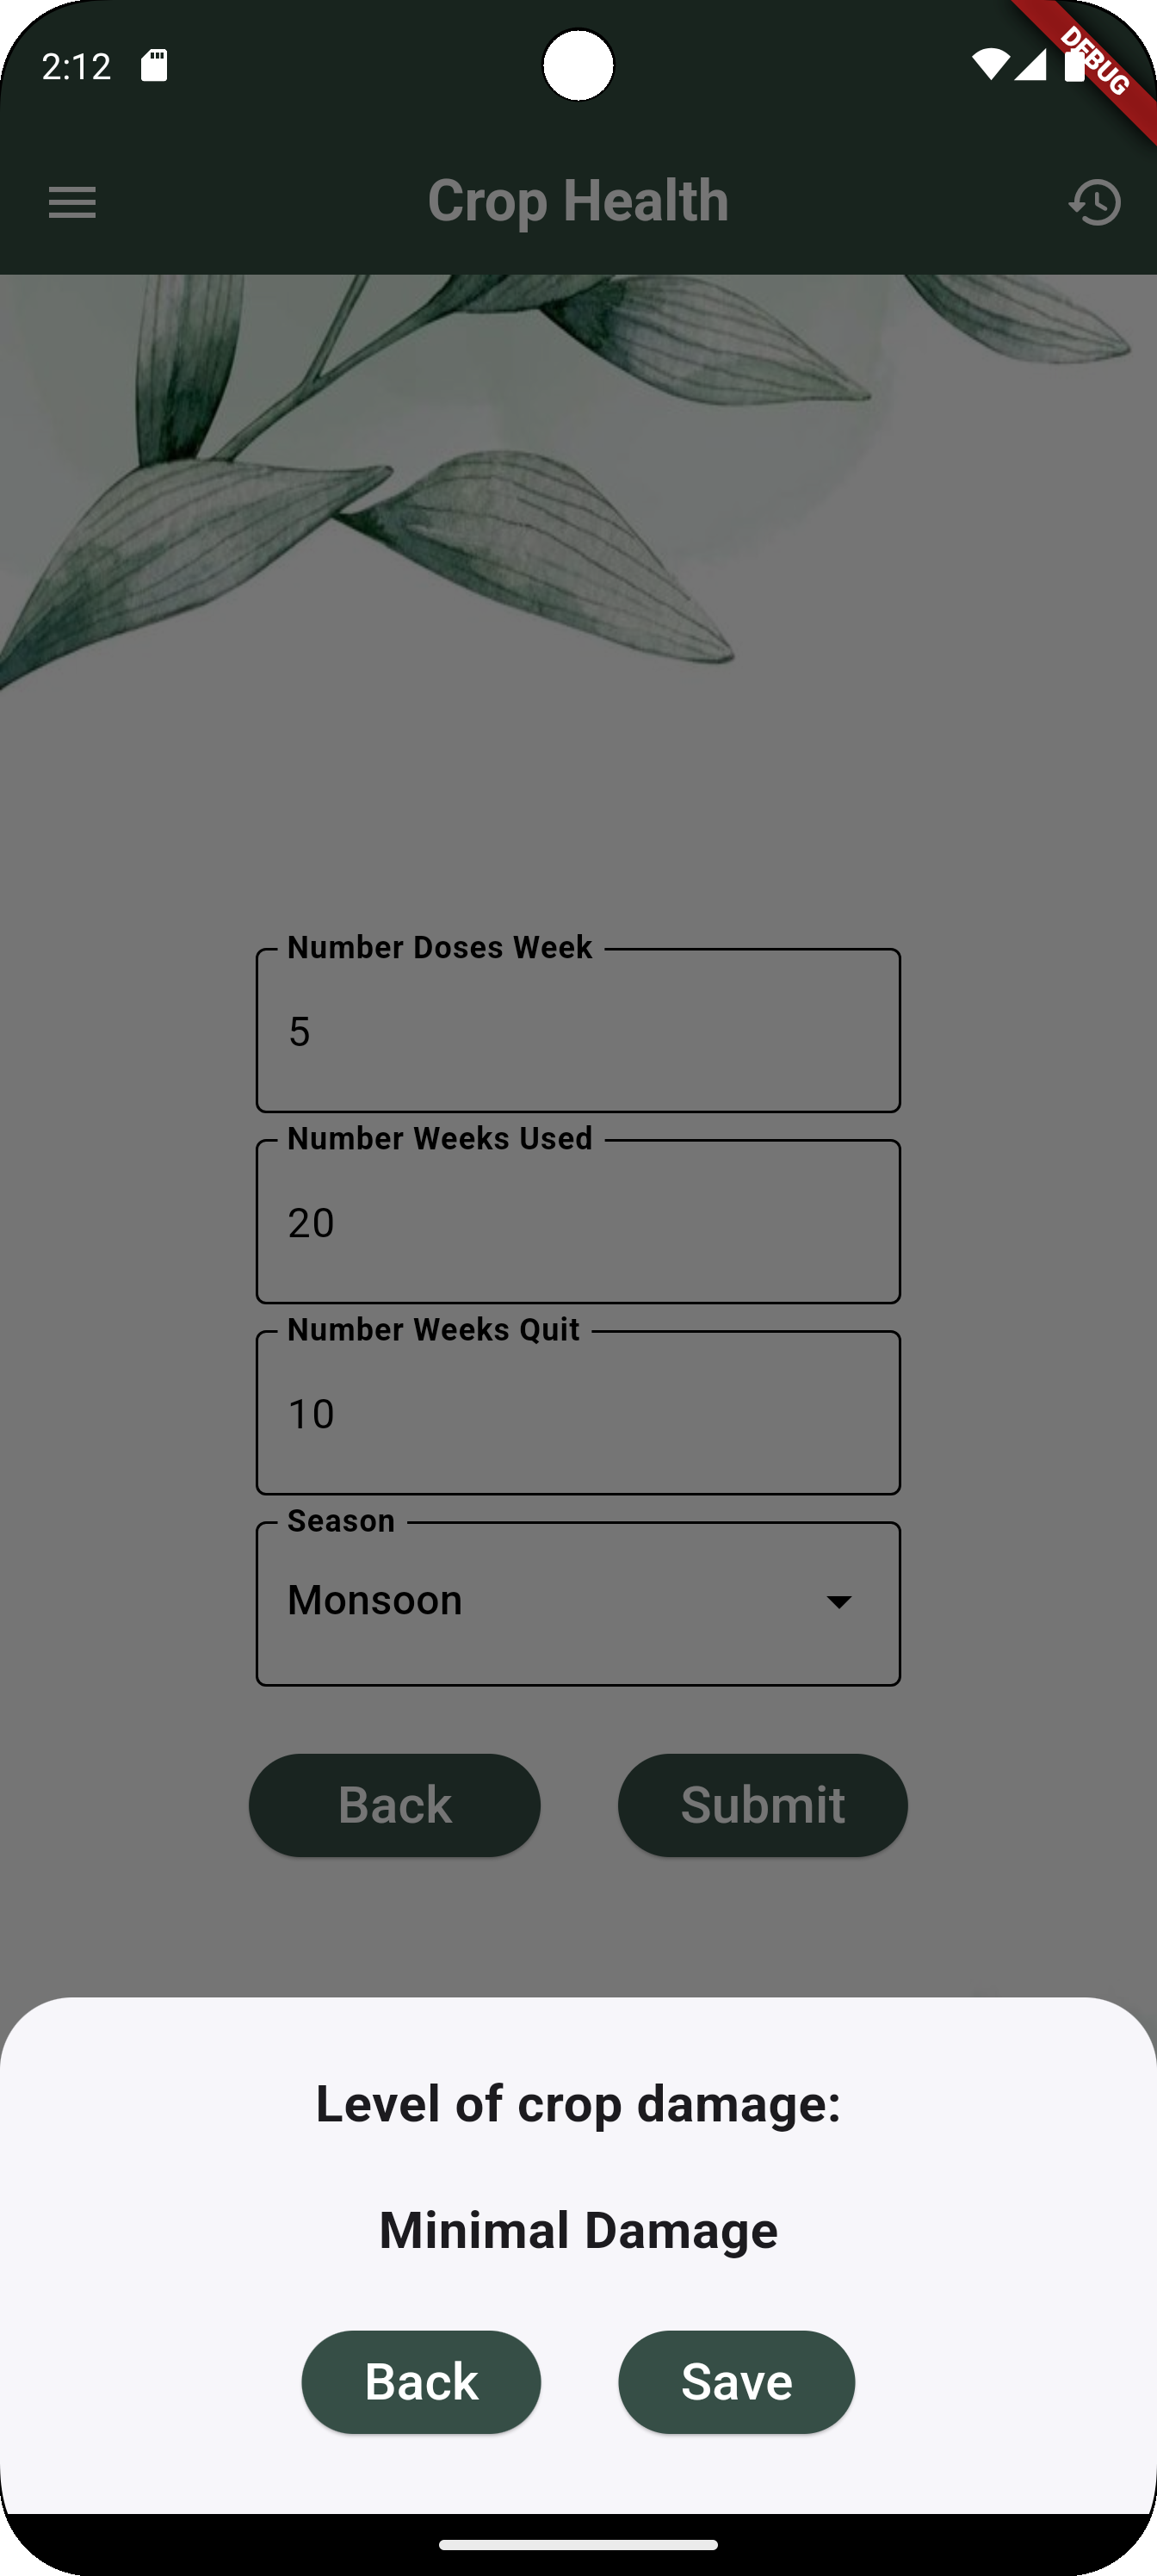 2:12
DEBUG
Crop Health
Number Doses Week
5
Number Weeks Used
20
Number Weeks Quit
10
Season
Monsoon
Back Submit
Level of crop damage:
Minimal Damage
Back Save